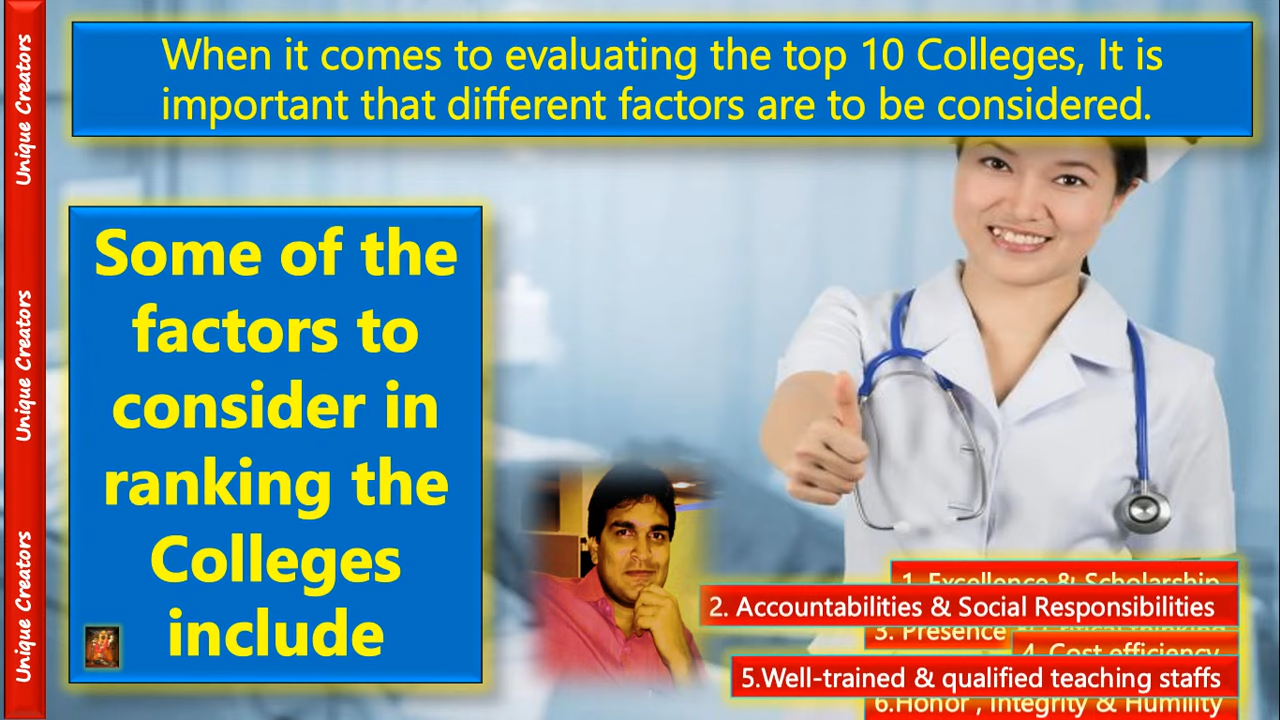 When it comes to evaluating the top 10 Colleges, It is
important that different factors are to be considered.
Unique Creators
Unique Creators
Unique Creators
Some of the
factors to
consider in
ranking the
Colleges
include
1. Excellence & Scholarship
2. Accountabilities & Social Responsibilities
3. Presence
4. Cost efficiency
5.Well-trained & qualified teaching staffs
6.Honor , Integrity & Humility